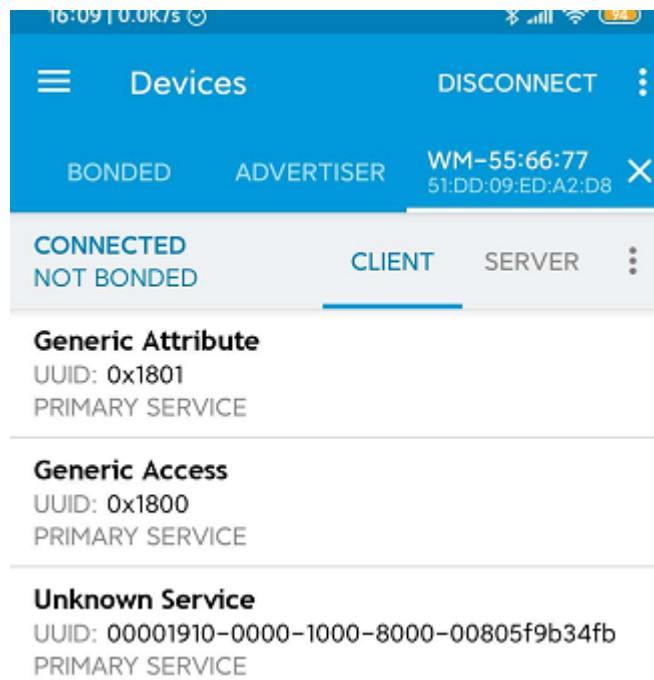 16:09 | 0.0K/s
94
Devices
DISCONNECT
BONDED
ADVERTISER
WM-55:66:77
51:DD:09:ED:A2:D8
CONNECTED
NOT BONDED
CLIENT
SERVER
Generic Attribute
UUID: 0x1801
PRIMARY SERVICE
Generic Access
UUID: 0x1800
PRIMARY SERVICE
Unknown Service
UUID: 00001910-0000-1000-8000-00805f9b34fb
PRIMARY SERVICE